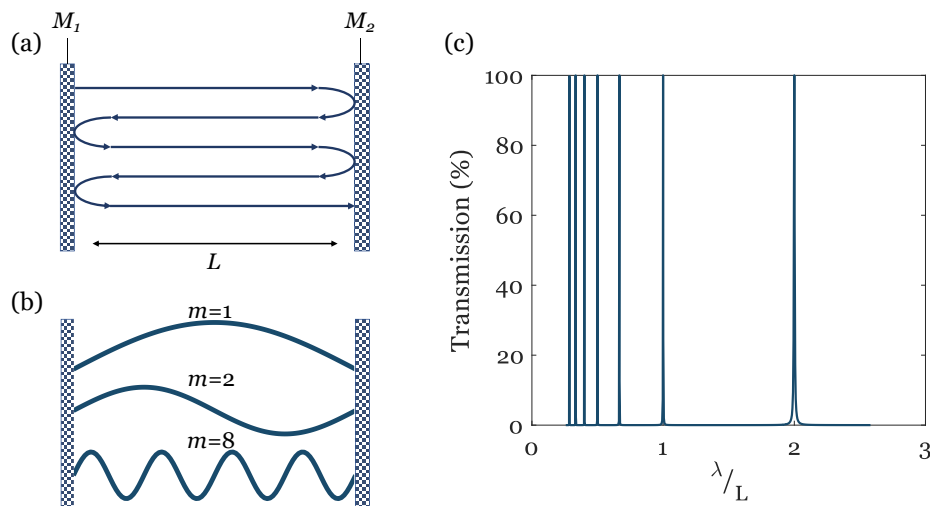 (a)
M1
M2
L
(b)
m=1
m=2
m=8
(c)
Transmission (%)
100
80
60
40
20
0
0
1
2
3
λ/L